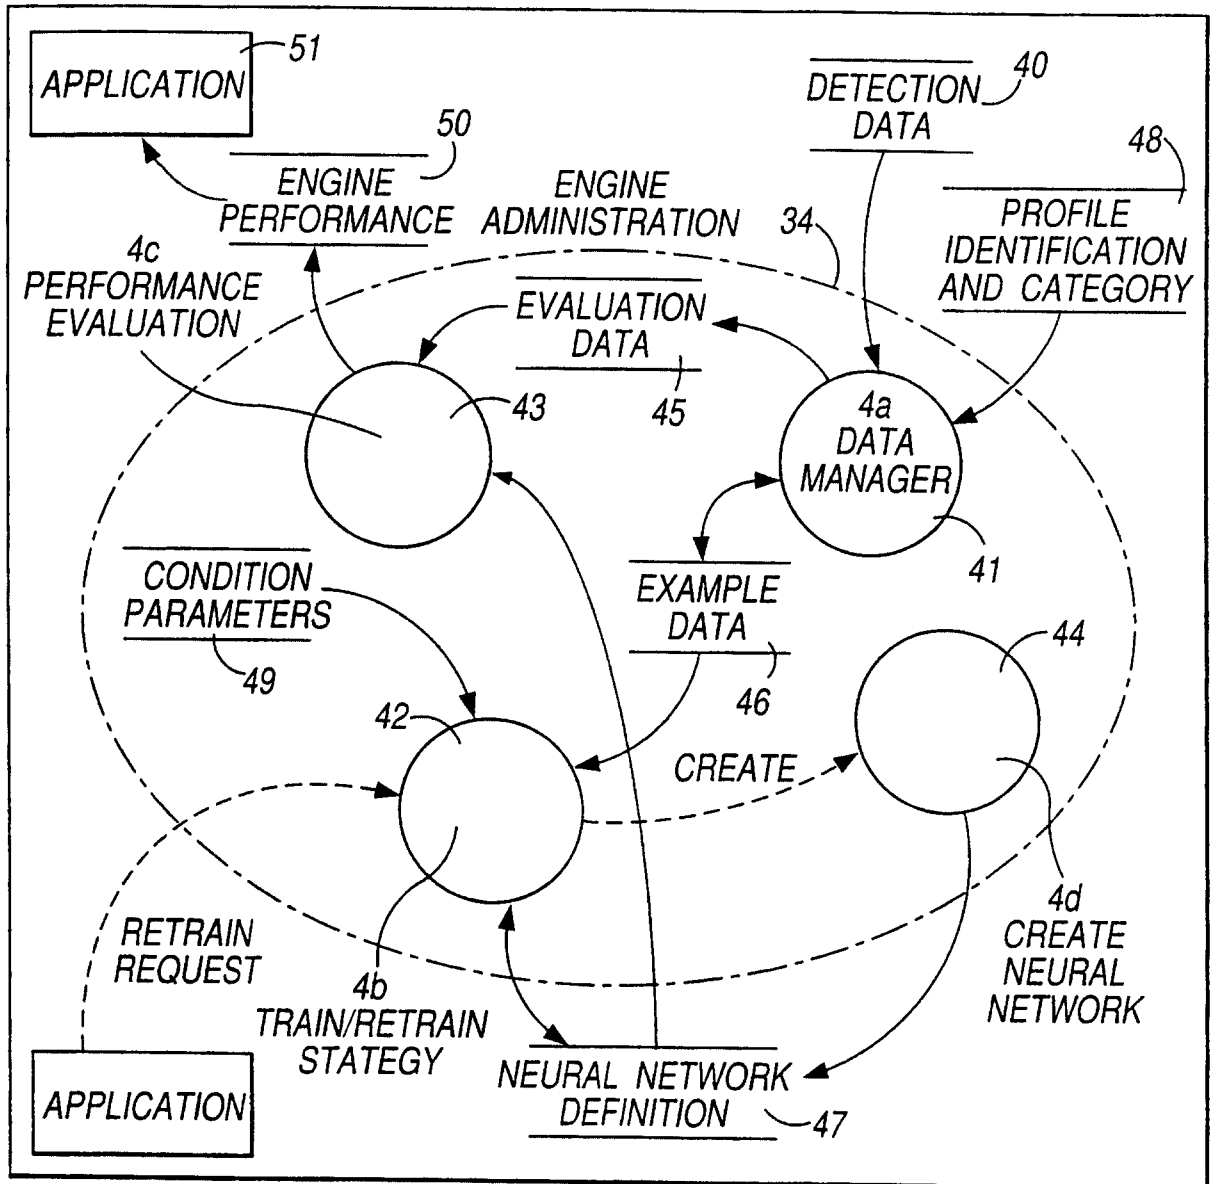 APPLICATION
51
DETECTION
DATA
40
50
ENGINE
PERFORMANCE
ENGINE
ADMINISTRATION
34
48
PROFILE
IDENTIFICATION
AND CATEGORY
4c
PERFORMANCE
EVALUATION
EVALUATION
DATA
45
43
4a
DATA
MANAGER
41
CONDITION
PARAMETERS
49
EXAMPLE
DATA
46
44
42
CREATE
RETRAIN
REQUEST
4b
TRAIN/RETRAIN
STATEGY
4d
CREATE
NEURAL
NETWORK
APPLICATION
NEURAL NETWORK
DEFINITION
47